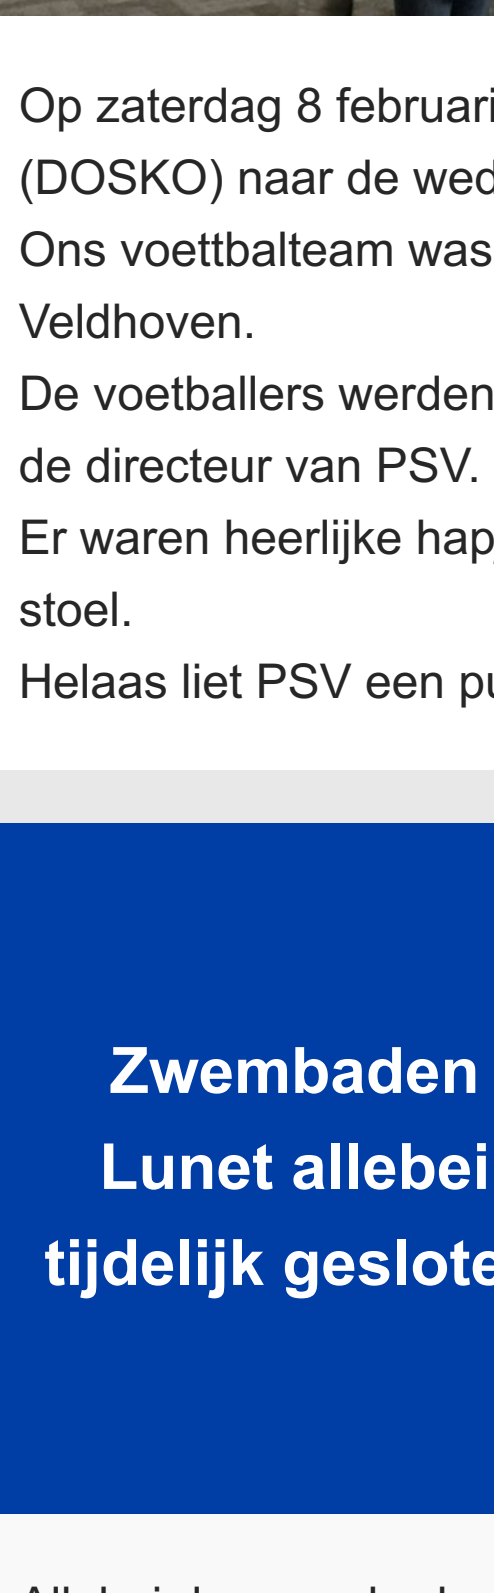 Op zaterdag 8 februari
(DOSKO) naar de wed
Ons voettbalteam was
Veldhoven.
De voetballers werden
de directeur van PSV.
Er waren heerlijke hap
stoel.
Helaas liet PSV een pu
Zwembaden
Lunet allebei
tijdelijk geslote